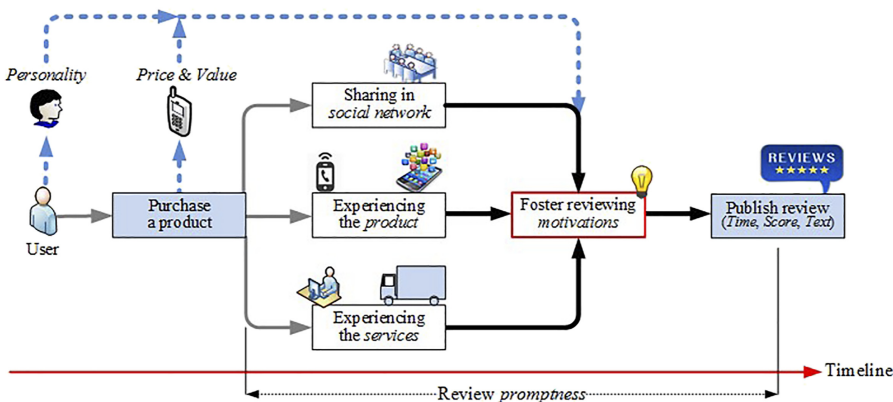 Personality
Price & Value
Sharing in
social network
REVIEWS
User
Purchase
a product
Experiencing
the product
Foster reviewing
motivations
Publish review
(Time, Score, Text)
Experiencing
the services
Timeline
Review promptness